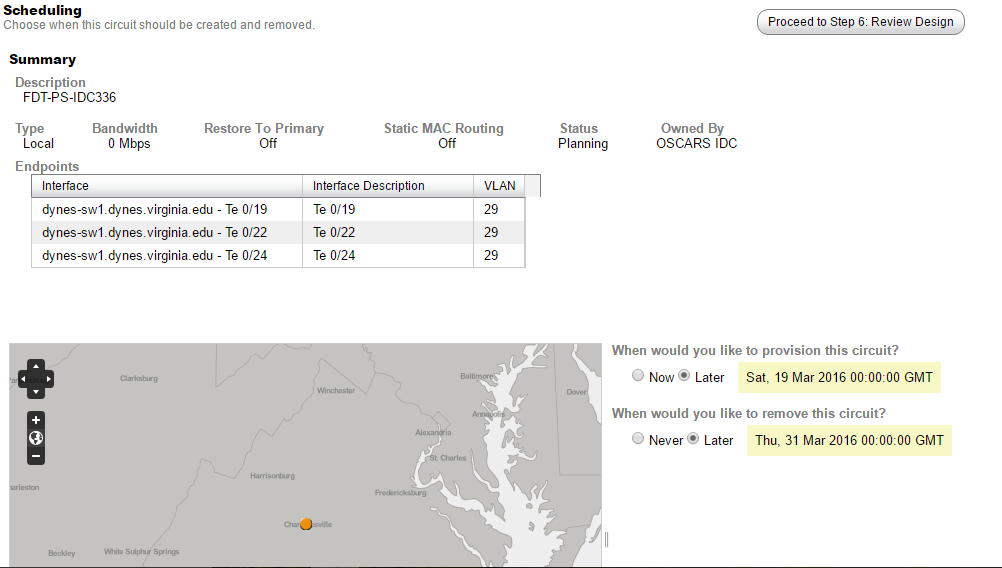 Scheduling
Choose when this circuit should be created and removed.
Proceed to Step 6: Review Design
Summary
Description
FDT-PS-IDC336
Type Bandwidth Restore To Primary Static MAC Routing Status Owned By
Local 0 Mbps Off Off Planning OSCARS IDC
Endpoints
Interface Interface Description VLAN
dynes-sw1.dynes.virginia.edu - Te 0/19 Te 0/19 29
dynes-sw1.dynes.virginia.edu - Te 0/22 Te 0/22 29
dynes-sw1.dynes.virginia.edu - Te 0/24 Te 0/24 29
When would you like to provision this circuit?
Now Later Sat, 19 Mar 2016 00:00:00 GMT
When would you like to remove this circuit?
Never Later Thu, 31 Mar 2016 00:00:00 GMT
Clarksburg
Baltimore
Winchester
Dover
Annapolis
Alexandria
St. Charles
Harrisonburg
arleston
Fredericksburg
Beckley
White Sulphur Springs